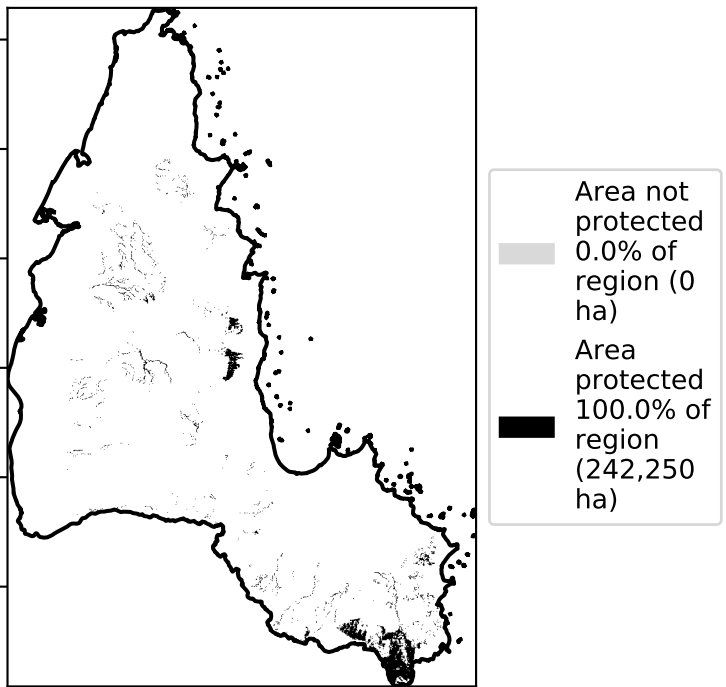 Area not
protected
0.0% of
region (0
ha)
Area
protected
100.0% of
region
(242,250
ha)